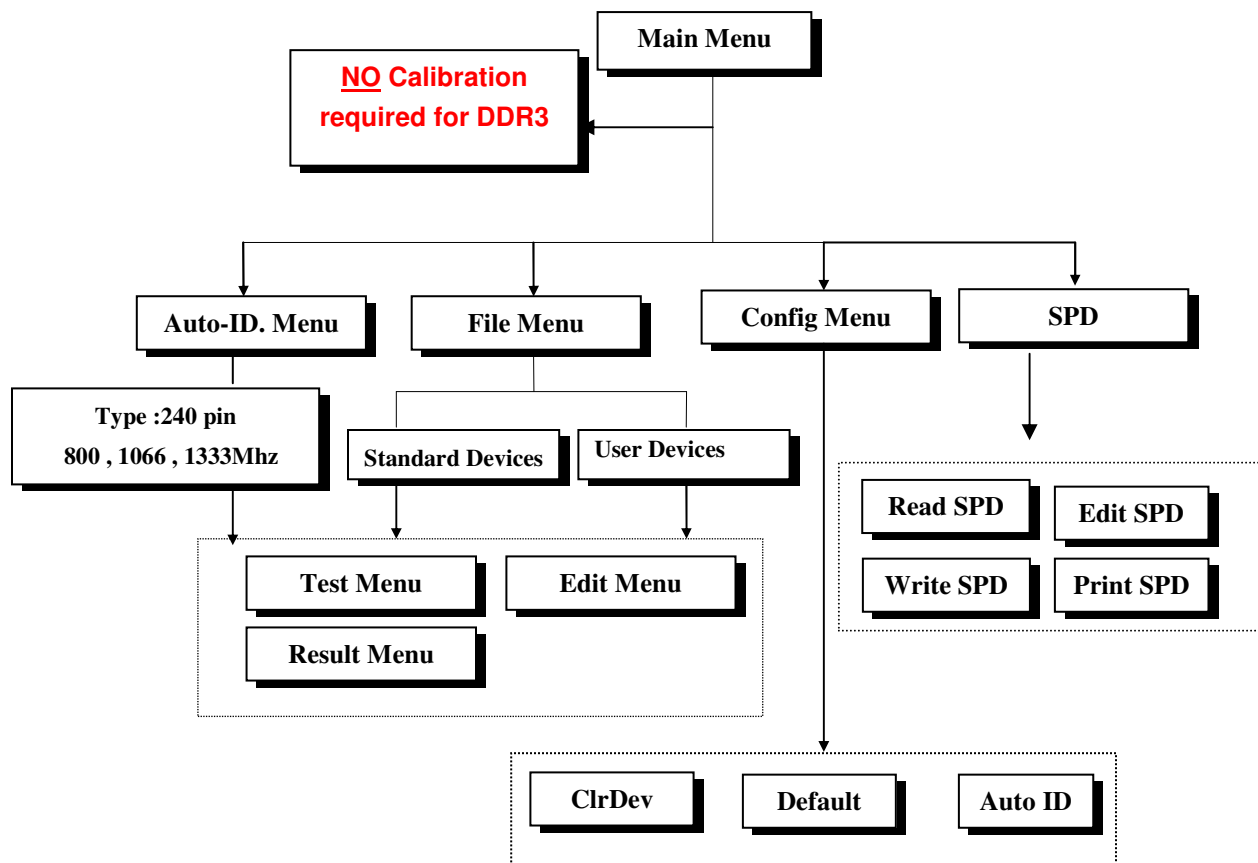 Main Menu
NO Calibration
required for DDR3
Auto-ID. Menu
File Menu
Config Menu
SPD
Type :240 pin
800 , 1066 , 1333Mhz
Standard Devices
User Devices
Test Menu
Edit Menu
Result Menu
Read SPD
Edit SPD
Write SPD
Print SPD
ClrDev
Default
Auto ID